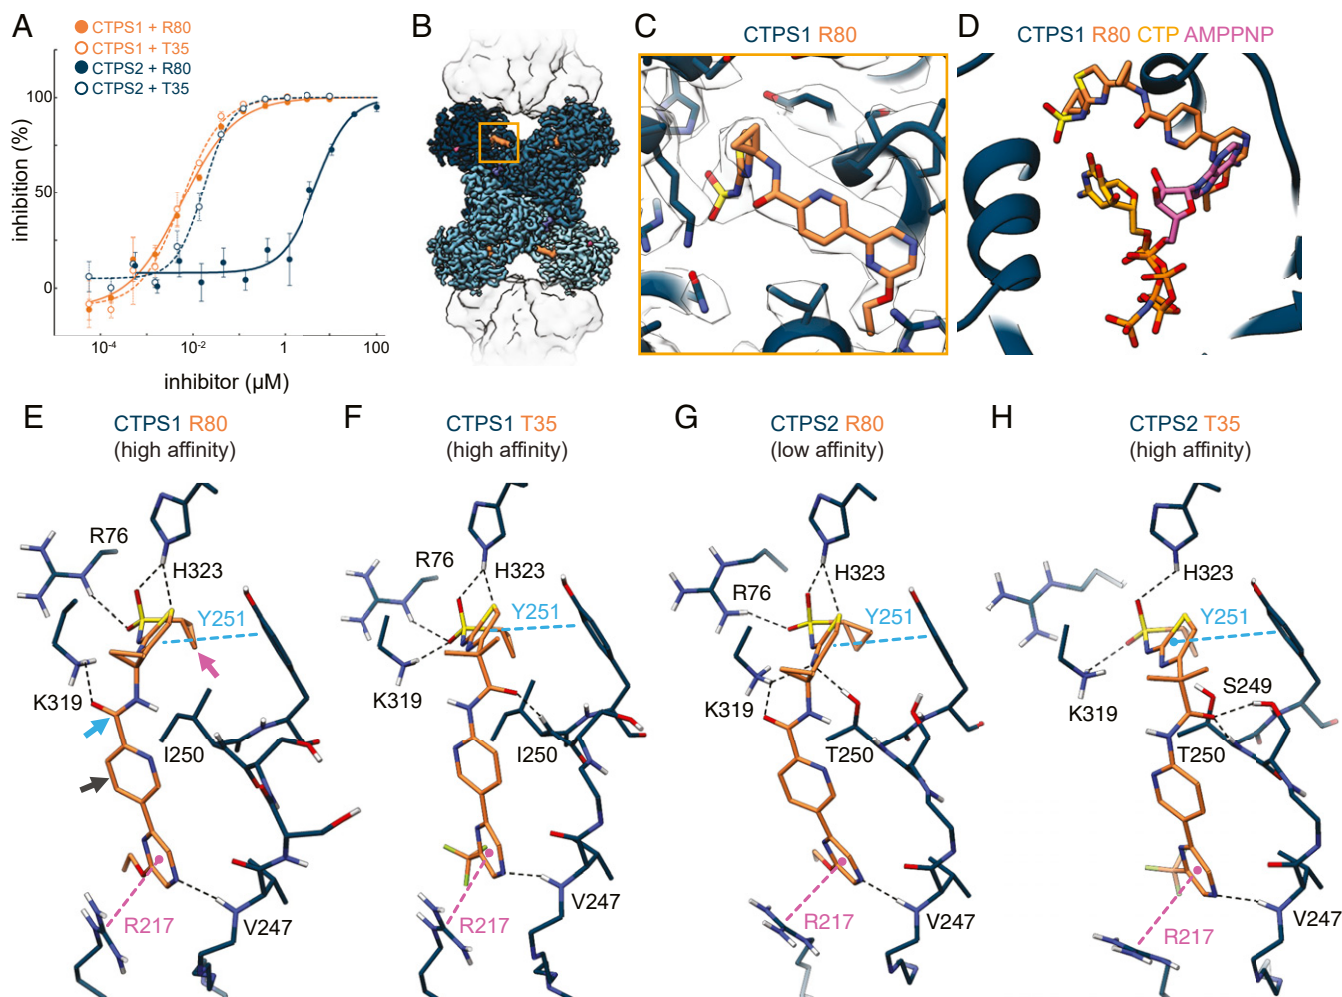 A
CTPS1 + R80
CTPS1 + T35
CTPS2 + R80
CTPS2 + T35
100
50
0
inhibition (%)
10-4
10-2
1
100
inhibitor (µM)
B
C
CTPS1 R80
D
CTPS1 R80 CTP AMPPNP
E
CTPS1 R80
(high affinity)
R76
H323
Y251
K319
I250
R217
V247
F
CTPS1 T35
(high affinity)
R76
H323
Y251
K319
I250
R217
V247
G
CTPS2 R80
(low affinity)
R76
H323
Y251
K319
T250
R217
V247
H
CTPS2 T35
(high affinity)
H323
Y251
K319
S249
T250
R217
V247